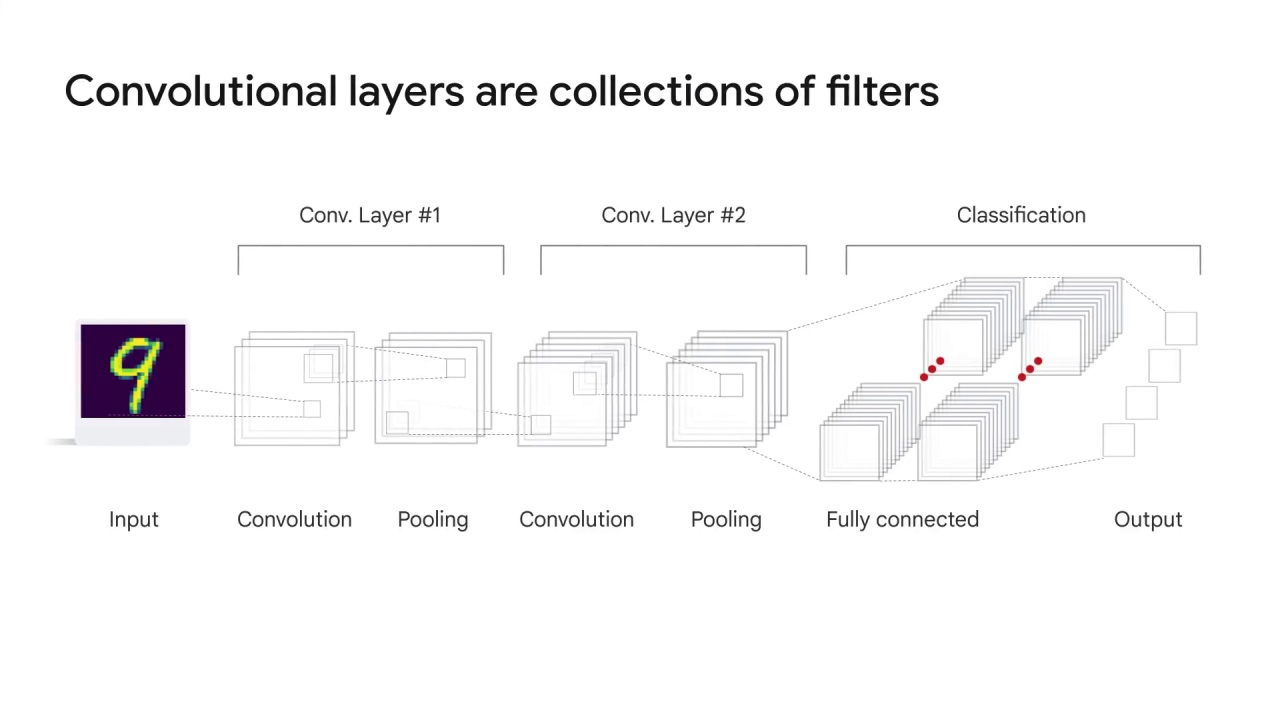 Convolutional layers are collections of filters
Conv. Layer #1
Conv. Layer #2
Classification
9
Input
Convolution
Pooling
Convolution
Pooling
Fully connected
Output